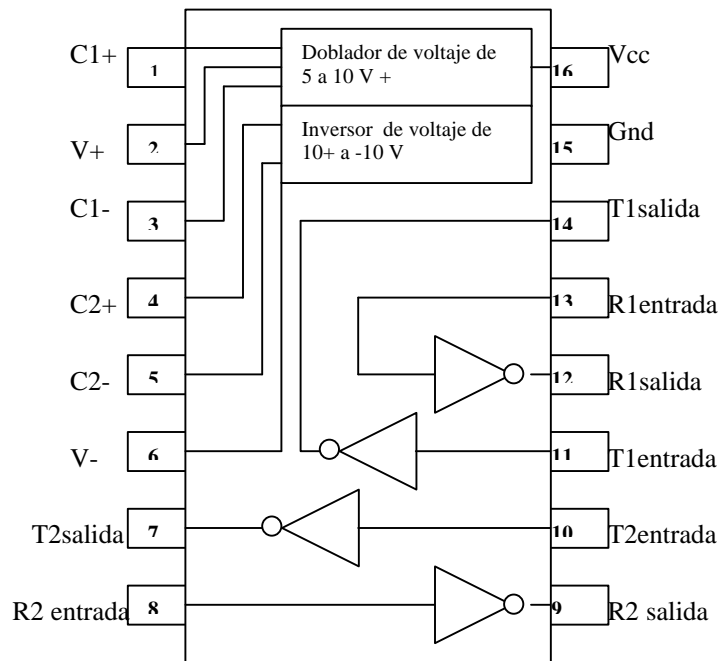 C1+
1
V+
2
C1-
3
C2+
4
C2-
5
V-
6
T2salida
7
R2 entrada
8
Doblador de voltaje de
5 a 10 V +
Inversor de voltaje de
10+ a -10 V
16
Vcc
15
Gnd
14
T1salida
13
R1entrada
12
R1salida
11
T1entrada
10
T2entrada
9
R2 salida